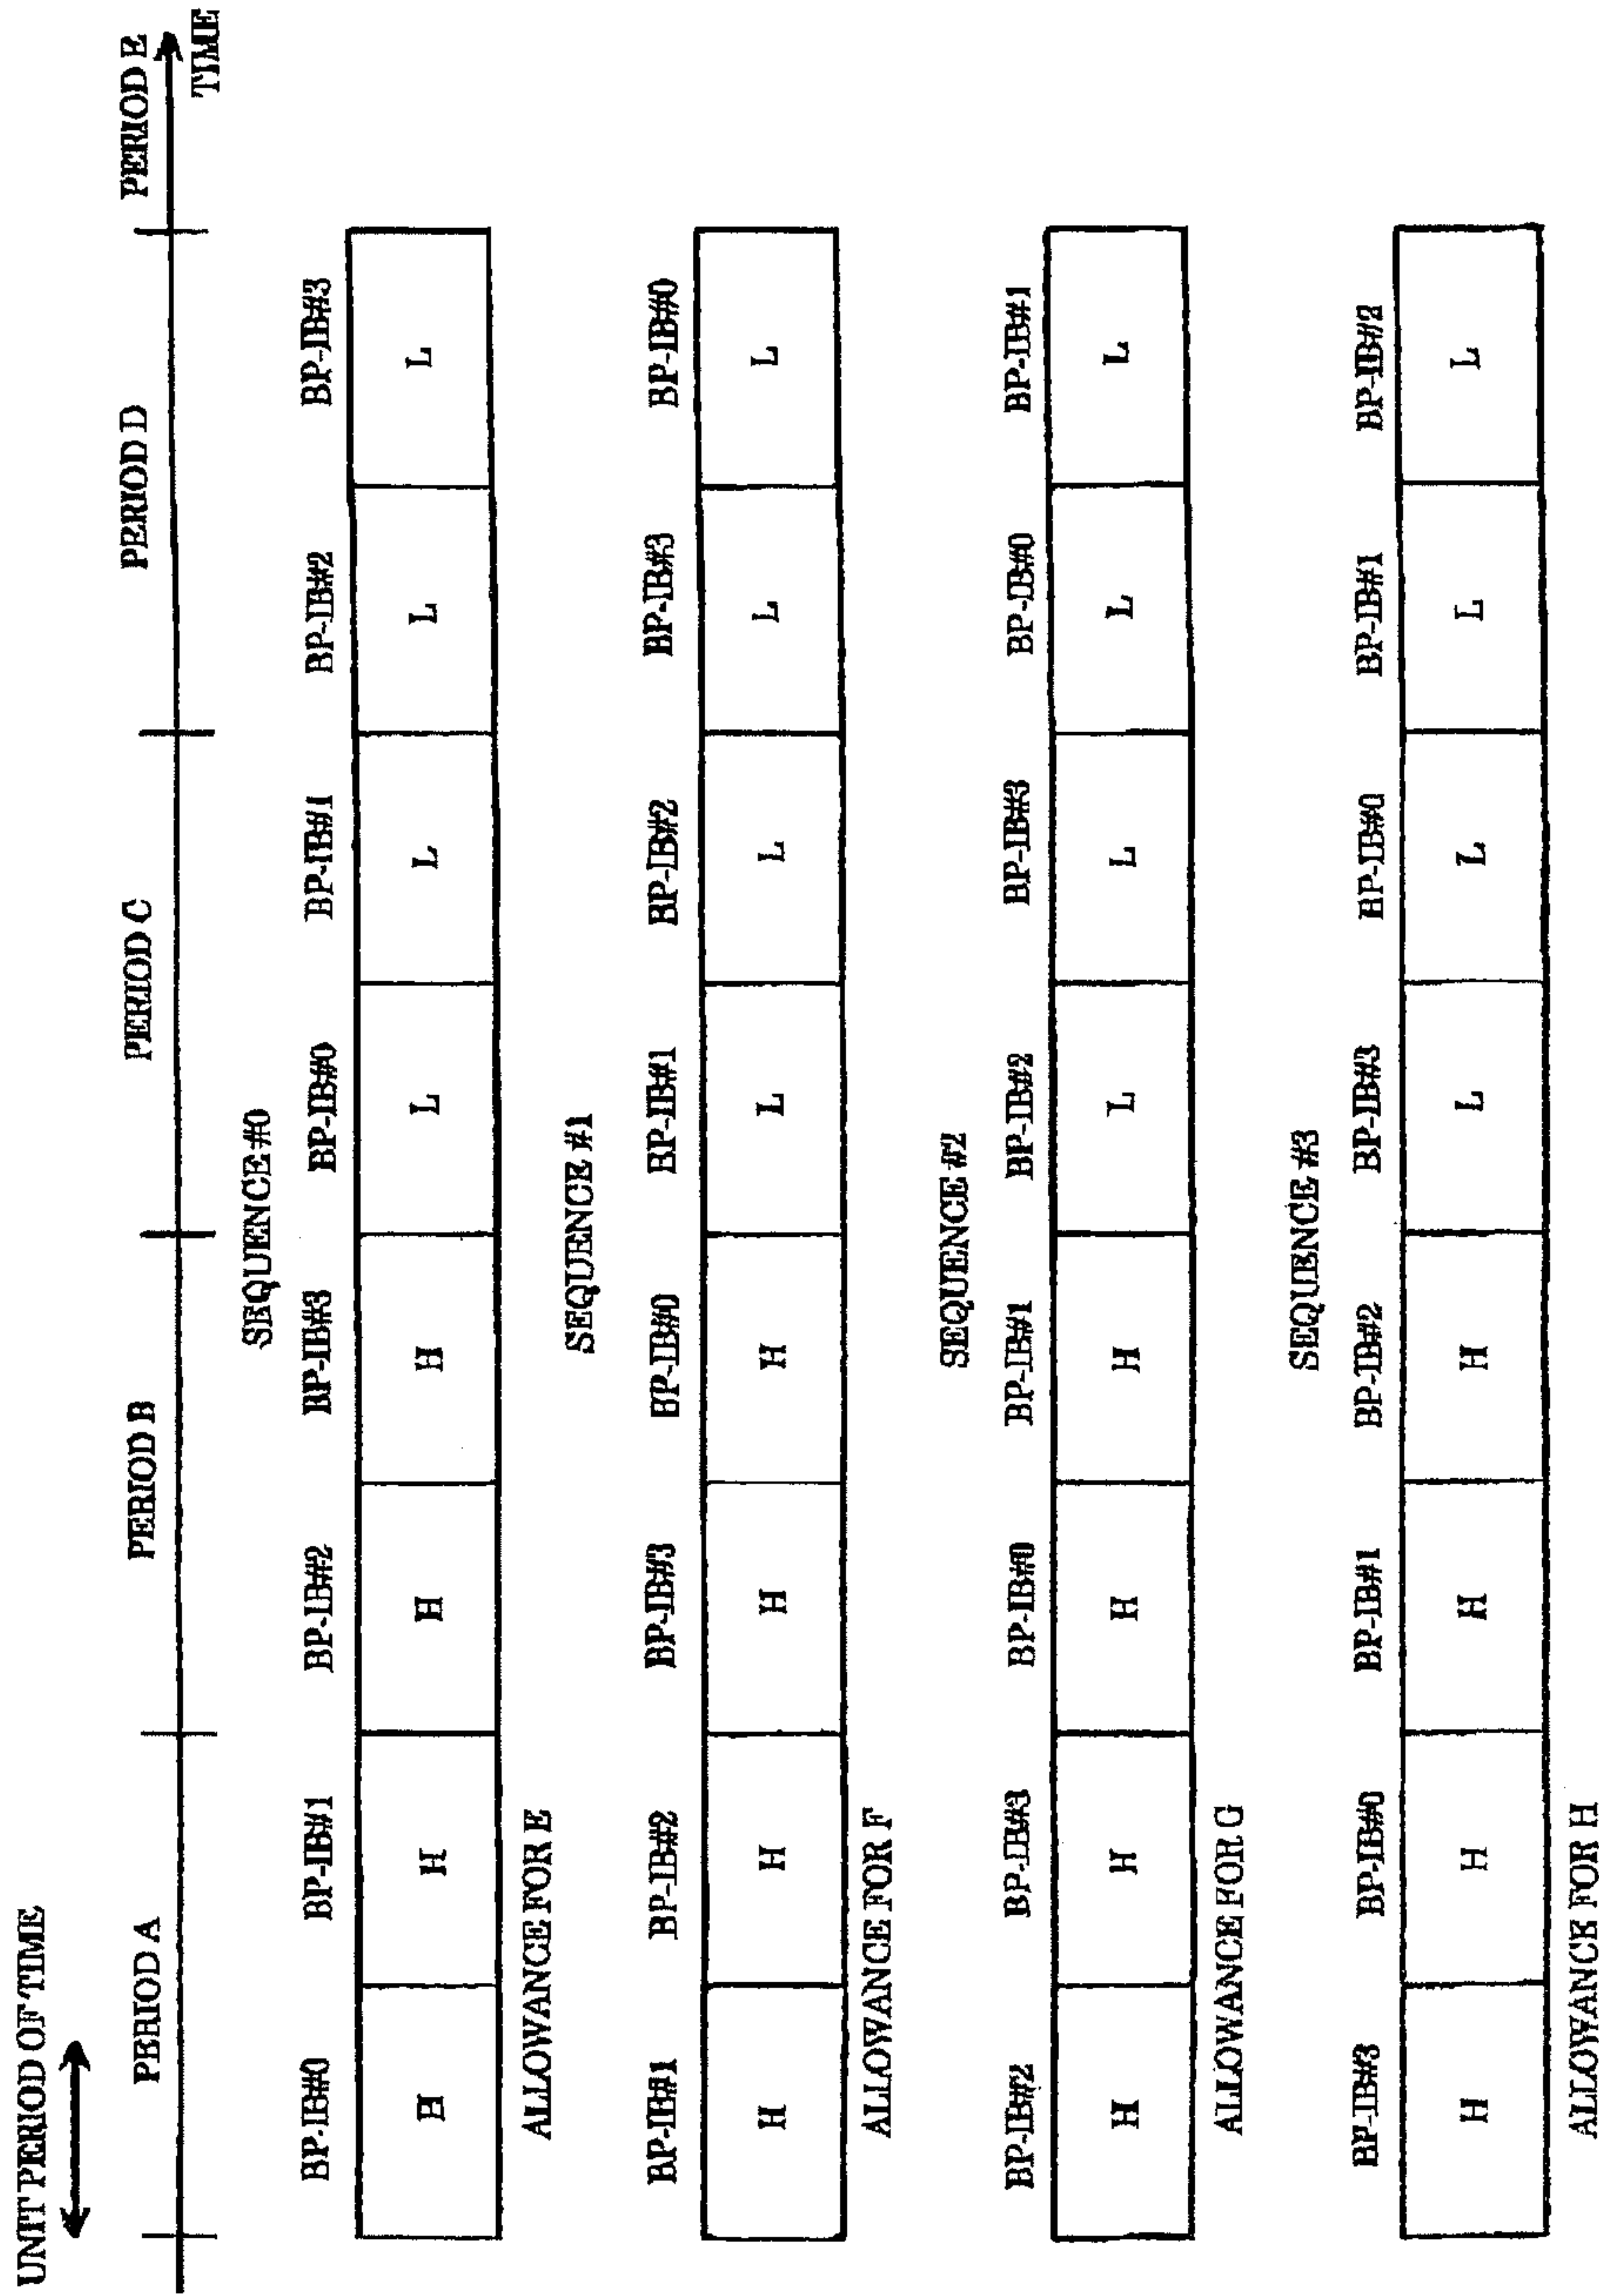 UNIT PERIOD OF TIME
PERIOD A PERIOD B PERIOD C PERIOD D PERIOD E
TIME
SEQUENCE #0
BP-IB#0 BP-IB#1 BP-IB#2 BP-IB#3 BP-IB#0 BP-IB#1 BP-IB#2 BP-IB#3
H H H H L L L L
ALLOWANCE FOR E
SEQUENCE #1
BP-IB#1 BP-IB#2 BP-IB#3 BP-IB#0 BP-IB#1 BP-IB#2 BP-IB#3 BP-IB#0
H H H H L L L L
ALLOWANCE FOR F
SEQUENCE #2
BP-IB#2 BP-IB#3 BP-IB#0 BP-IB#1 BP-IB#2 BP-IB#3 BP-IB#0 BP-IB#1
H H H H L L L L
ALLOWANCE FOR G
SEQUENCE #3
BP-IB#3 BP-IB#0 BP-IB#1 BP-IB#2 BP-IB#3 BP-IB#0 BP-IB#1 BP-IB#2
H H H H L L L L
ALLOWANCE FOR H